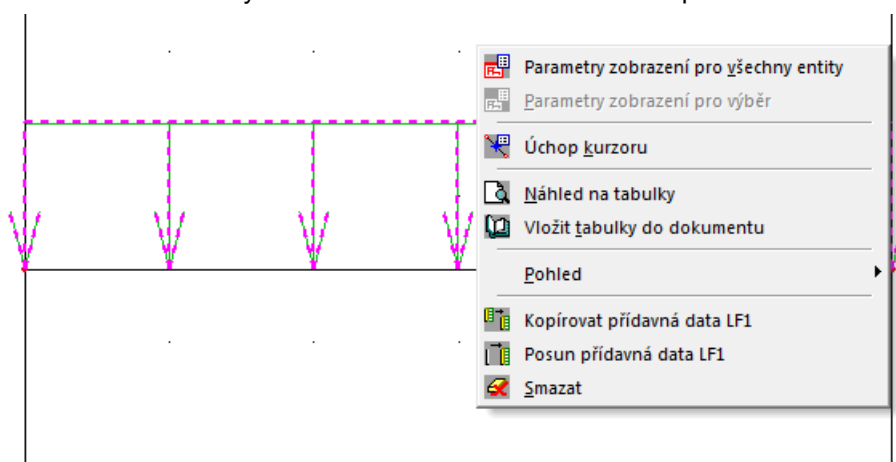 Parametry zobrazení pro všechny entity
Parametry zobrazení pro výběr
Úchop kurzoru
Náhled na tabulky
Vložit tabulky do dokumentu
Pohled
Kopírovat přídavná data LF1
Posun přídavná data LF1
Smazat